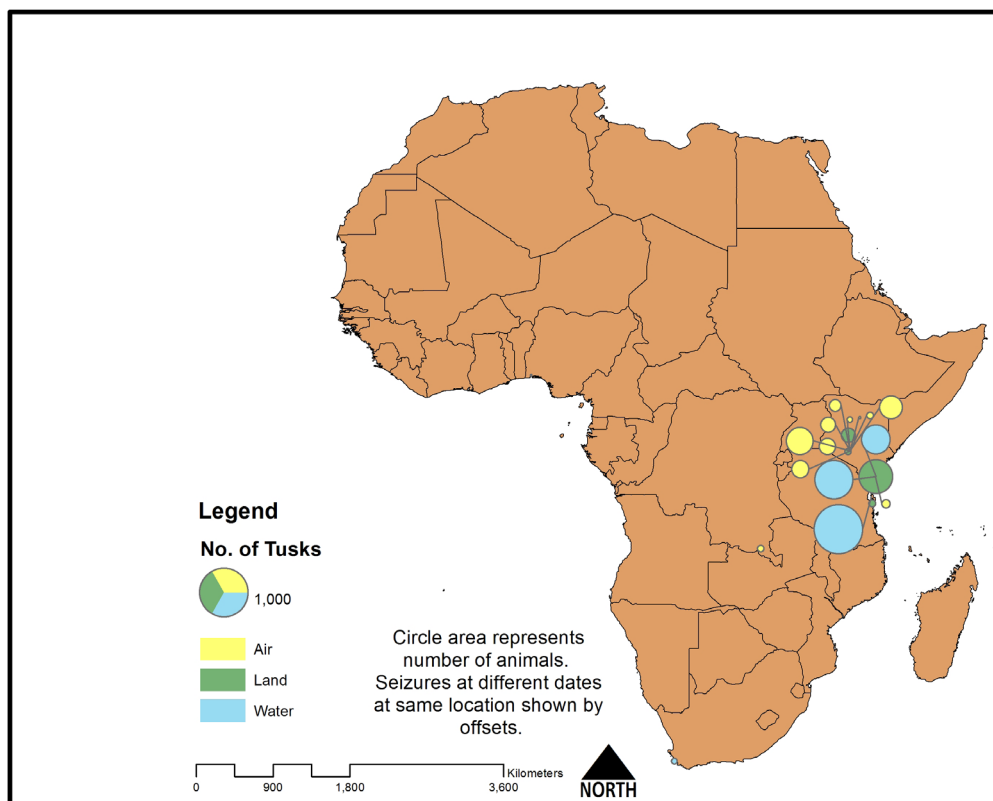 Legend
No. of Tusks
1,000
Air
Land
Water
Circle area represents
number of animals.
Seizures at different dates
at same location shown by
offsets.
Kilometers
0 900 1,800 3,600
NORTH